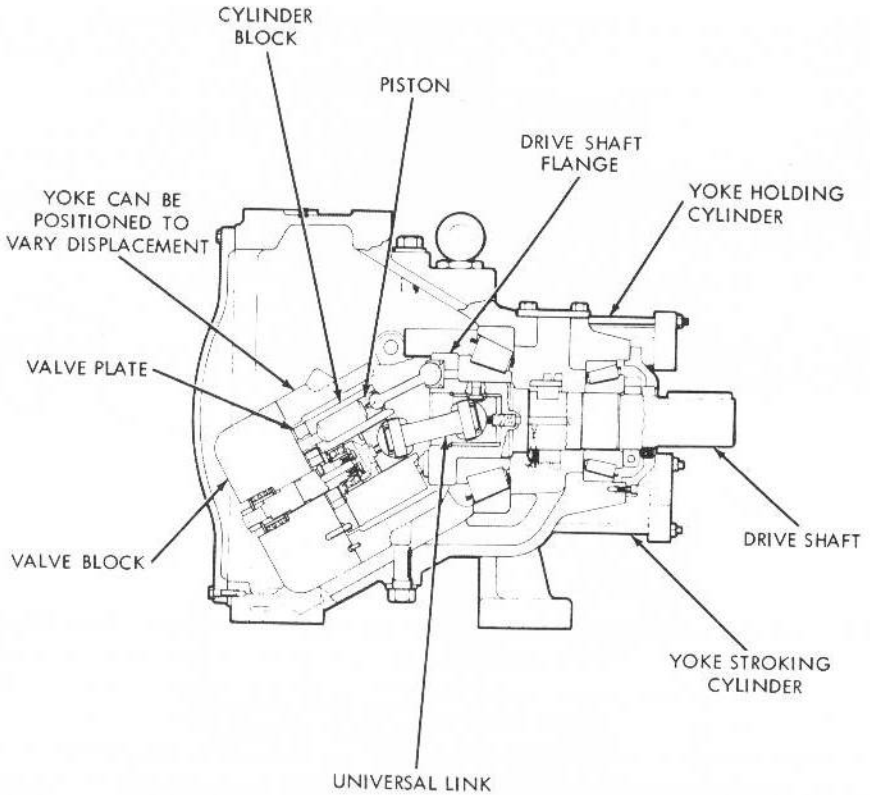 CYLINDER
BLOCK
PISTON
DRIVE SHAFT
FLANGE
YOKE CAN BE
POSITIONED TO
VARY DISPLACEMENT
YOKE HOLDING
CYLINDER
VALVE PLATE
VALVE BLOCK
DRIVE SHAFT
YOKE STROKING
CYLINDER
UNIVERSAL LINK